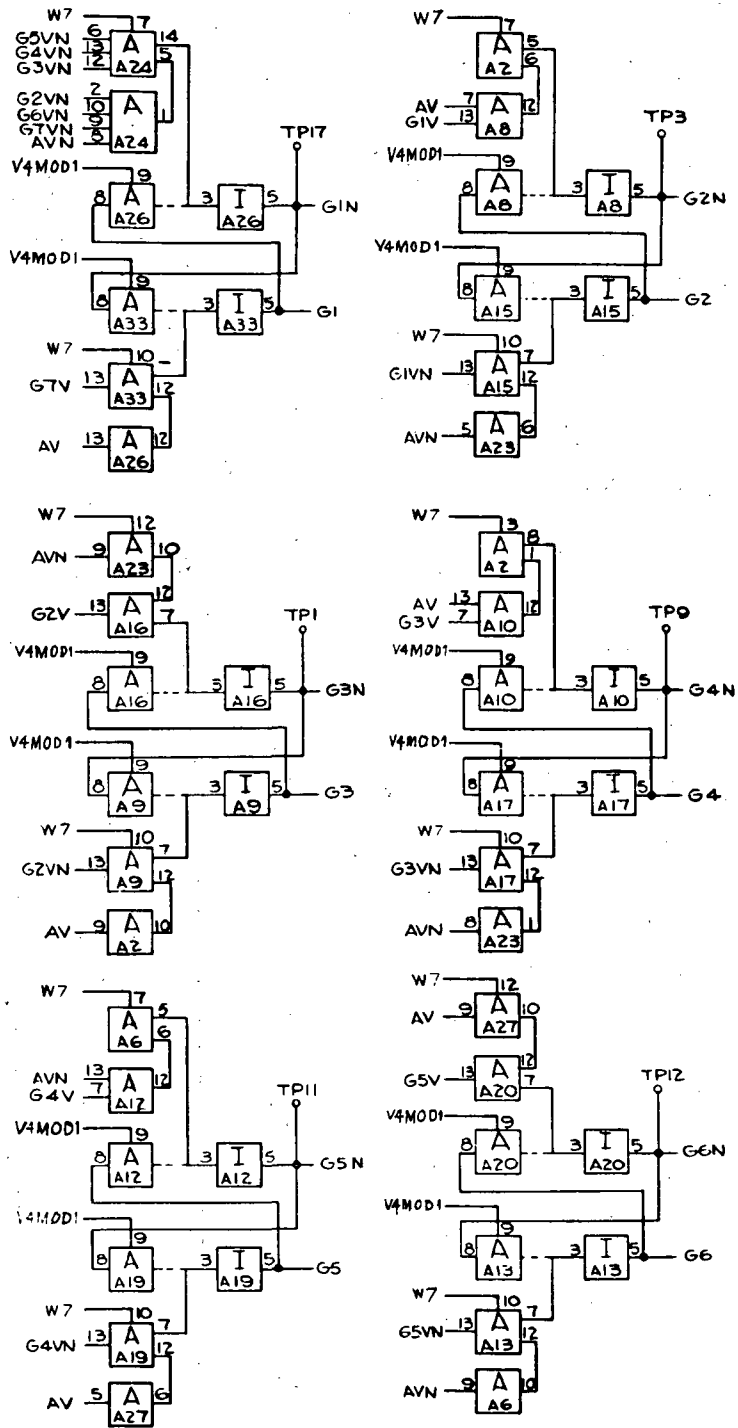 W7
7
G5VN 6
G4VN 13
G3VN 12
A
A24
14
5
G2VN 2
G6VN 10
G7VN 9
AVN 8
A
A24
1
TP17
V4MOD1
9
8
A
A26
3
I
A26
5
G1N
V4MOD1
9
8
A
A33
3
I
A33
5
G1
W7
10
G7V 13
A
A33
12
AV 13
A
A26
12
W7
7
A
A2
5
6
AV 7
G1V 13
A
A8
12
TP3
V4MOD1
9
8
A
A8
3
I
A8
5
G2N
V4MOD1
9
8
A
A15
3
I
A15
5
G2
W7
10
G1VN 13
A
A15
7
12
AVN 5
A
A23
6
W7
12
AVN 9
A
A23
10
G2V 13
A
A16
12
7
TP1
V4MOD1
9
8
A
A16
5
I
A16
5
G3N
V4MOD1
9
8
A
A9
3
I
A9
5
G3
W7
10
G2VN 13
A
A9
7
12
AV 9
A
A2
10
W7
3
A
A2
8
1
AV 13
G3V 7
A
A10
12
TP9
V4MOD1
9
8
A
A10
3
I
A10
5
G4N
V4MOD1
9
8
A
A17
3
I
A17
5
G4
W7
10
G3VN 13
A
A17
7
12
AVN 8
A
A23
1
W7
7
A
A6
5
6
AVN 13
G4V 7
A
A12
12
TP11
V4MOD1
9
8
A
A12
3
I
A12
5
G5N
V4MOD1
9
8
A
A19
3
I
A19
5
G5
W7
10
G4VN 13
A
A19
7
12
AV 5
A
A27
6
W7
12
AV 9
A
A27
10
G5V 13
A
A20
12
7
TP12
V4MOD1
9
8
A
A20
3
I
A20
5
G6N
V4MOD1
9
8
A
A13
3
I
A13
5
G6
W7
10
G5VN 13
A
A13
7
12
AVN 9
A
A6
10